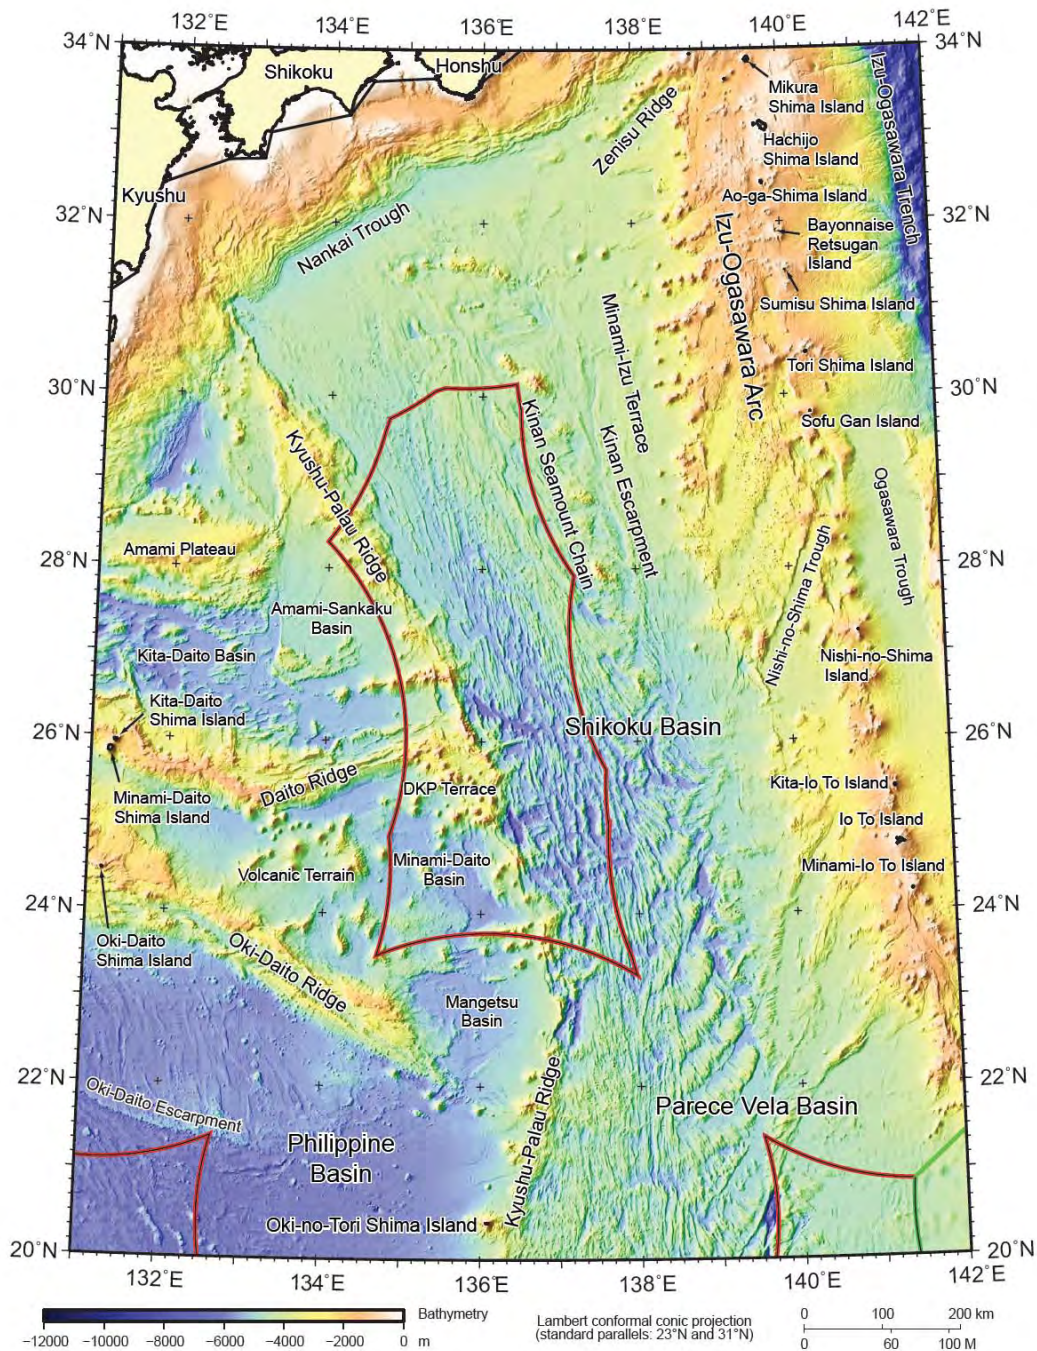 132˚E 134˚E 136˚E 138˚E 140˚E 142˚E
34˚N 34˚N
Shikoku
Honshu
Izu-Ogasawara Trench
Mikura
Shima Island
Zenisu Ridge
Hachijo
Shima Island
Kyushu
Ao-ga-Shima Island
32˚N 32˚N
Nankai Trough
Izu-Ogasawara Arc
Bayonnaise
Retsugan
Island
Sumisu Shima Island
Minami-Izu Terrace
Tori Shima Island
30˚N 30˚N
Kinan Seamount Chain
Sofu Gan Island
Kyushu-Palau Ridge
Kinan Escarpment
Ogasawara Trough
Amami Plateau
28˚N 28˚N
Nishi-no-Shima Trough
Amami-Sankaku
Basin
Kita-Daito Basin
Nishi-no-Shima
Island
Kita-Daito
Shima Island
26˚N 26˚N
Shikoku Basin
Daito Ridge
DKP Terrace
Kita-Io To Island
Minami-Daito
Shima Island
Io To Island
Volcanic Terrain
Minami-Daito
Basin
Minami-Io To Island
24˚N 24˚N
Oki-Daito
Shima Island
Oki-Daito Ridge
Mangetsu
Basin
22˚N 22˚N
Oki-Daito Escarpment
Kyushu-Palau Ridge
Parece Vela Basin
Philippine
Basin
Oki-no-Tori Shima Island
20˚N 20˚N
132˚E 134˚E 136˚E 138˚E 140˚E 142˚E
Bathymetry
−12000 −10000 −8000 −6000 −4000 −2000 0 m
Lambert conformal conic projection
(standard parallels: 23°N and 31°N)
0 100 200 km
0 60 100 M